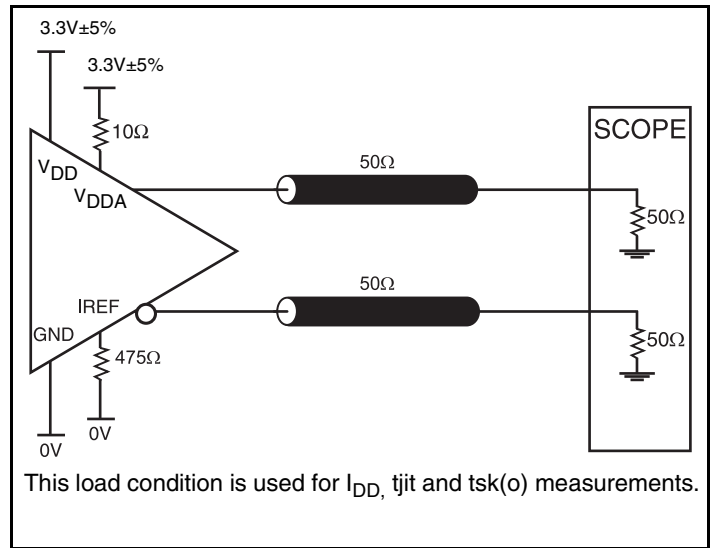 3.3V±5%
3.3V±5%
10Ω
SCOPE
VDD
VDDA
50Ω
50Ω
50Ω
IREF
GND
475Ω
50Ω
0V
0V
This load condition is used for IDD, tjit and tsk(o) measurements.